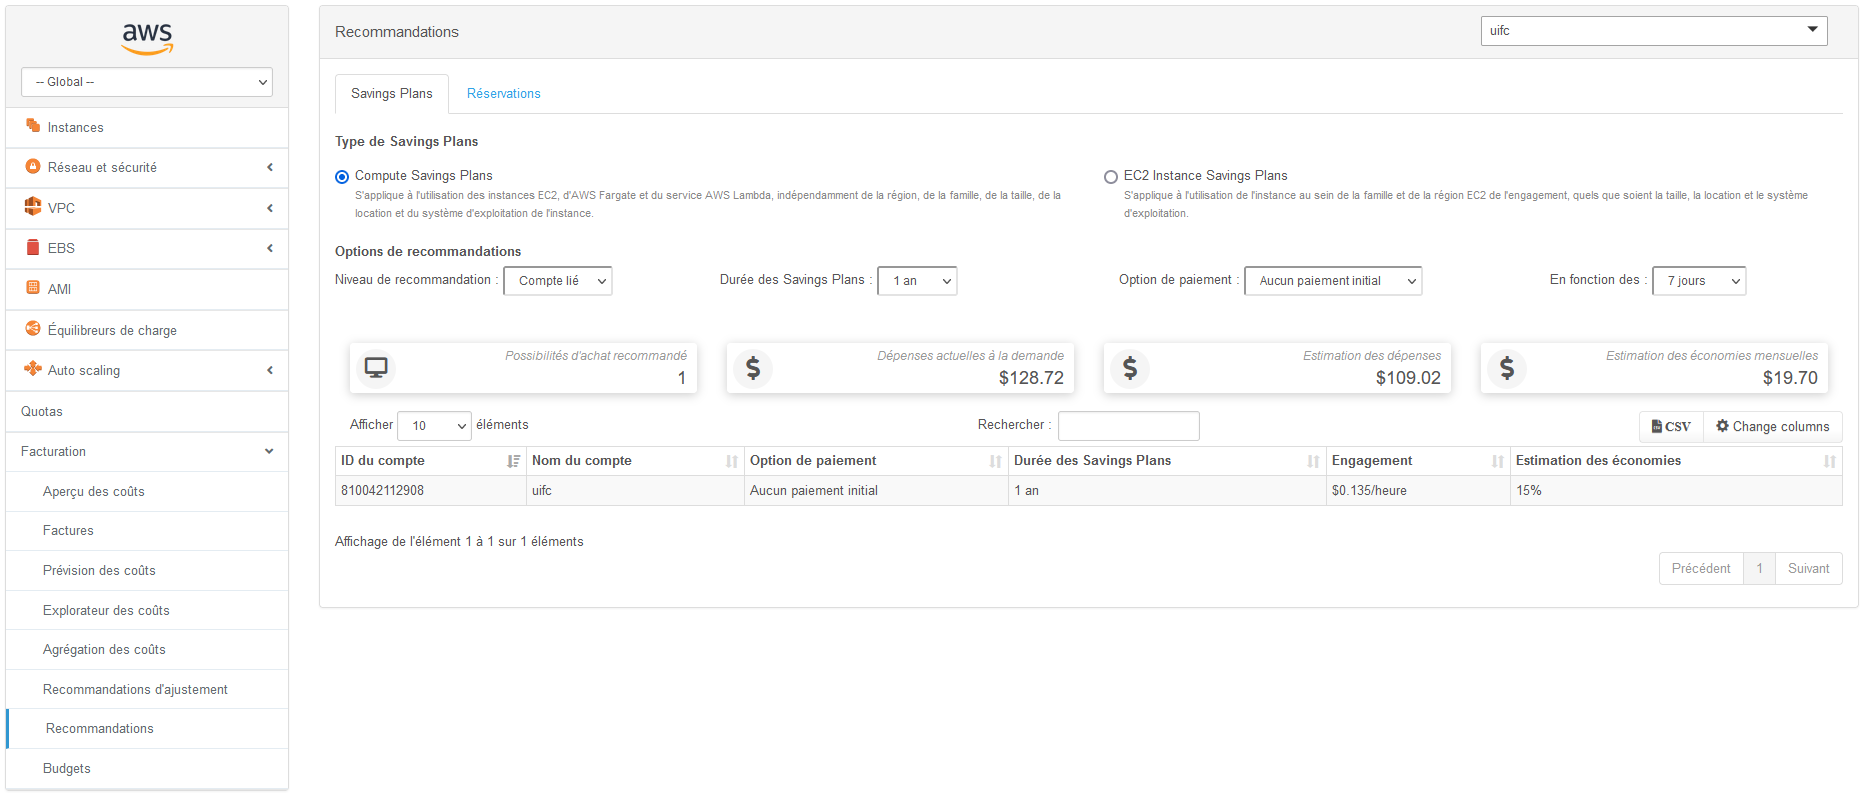 aws
-- Global --
Instances
Réseau et sécurité
VPC
EBS
AMI
Équilibreurs de charge
Auto scaling
Quotas
Facturation
Aperçu des coûts
Factures
Prévision des coûts
Explorateur des coûts
Agrégation des coûts
Recommandations d'ajustement
Recommandations
Budgets
Recommandations
uifc
Savings Plans
Réservations
Type de Savings Plans
Compute Savings Plans
S'applique à l'utilisation des instances EC2, d'AWS Fargate et du service AWS Lambda, indépendamment de la région, de la famille, de la taille, de la
location et du système d'exploitation de l'instance.
EC2 Instance Savings Plans
S'applique à l'utilisation de l'instance au sein de la famille et de la région EC2 de l'engagement, quels que soient la taille, la location et le système
d'exploitation.
Options de recommandations
Niveau de recommandation : Compte lié
Durée des Savings Plans : 1 an
Option de paiement : Aucun paiement initial
En fonction des : 7 jours
Possibilités d'achat recommandé
1
Dépenses actuelles à la demande
$128.72
Estimation des dépenses
$109.02
Estimation des économies mensuelles
$19.70
Afficher 10 éléments
Rechercher :
CSV
Change columns
ID du compte Nom du compte Option de paiement Durée des Savings Plans Engagement Estimation des économies
810042112908 uifc Aucun paiement initial 1 an $0.135/heure 15%
Affichage de l'élément 1 à 1 sur 1 éléments
Précédent 1 Suivant